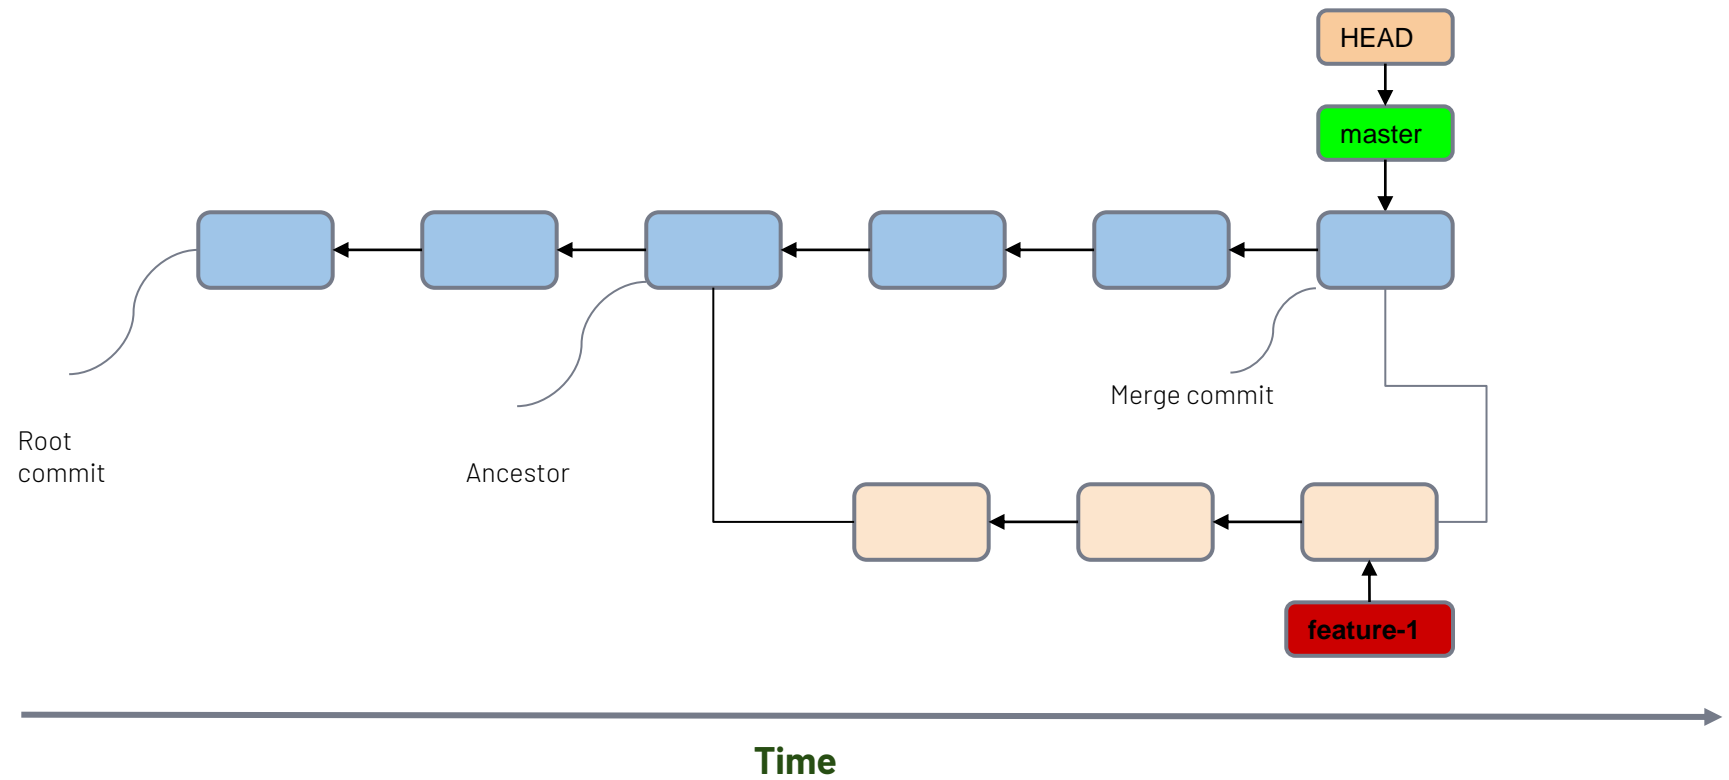 HEAD
master
Merge commit
Root
commit
Ancestor
feature-1
Time